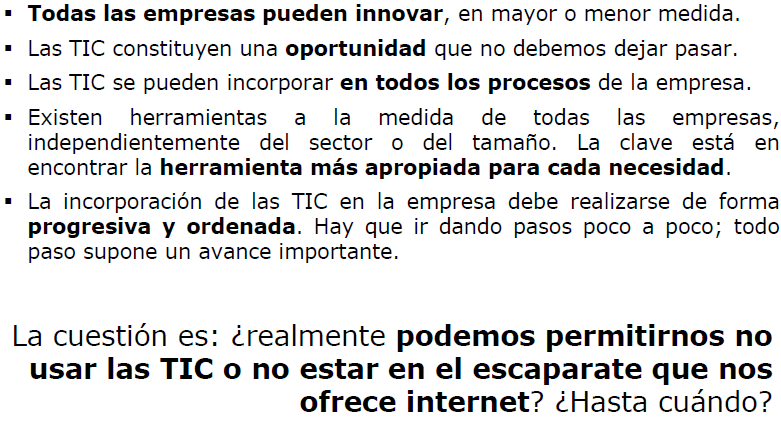 ▪ Todas las empresas pueden innovar, en mayor o menor medida.
▪ Las TIC constituyen una oportunidad que no debemos dejar pasar.
▪ Las TIC se pueden incorporar en todos los procesos de la empresa.
▪ Existen herramientas a la medida de todas las empresas,
independientemente del sector o del tamaño. La clave está en
encontrar la herramienta más apropiada para cada necesidad.
▪ La incorporación de las TIC en la empresa debe realizarse de forma
progresiva y ordenada. Hay que ir dando pasos poco a poco; todo
paso supone un avance importante.
La cuestión es: ¿realmente podemos permitirnos no
usar las TIC o no estar en el escaparate que nos
ofrece internet? ¿Hasta cuándo?